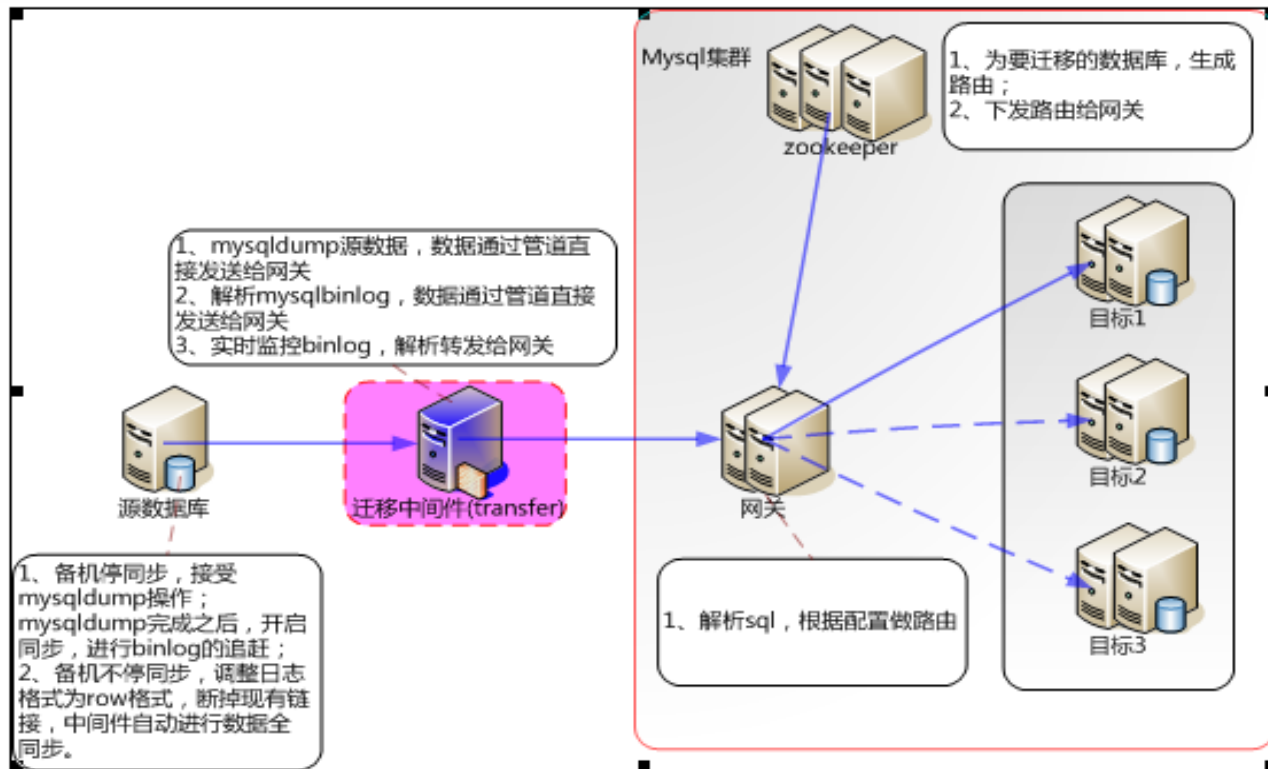 Mysql集群
zookeeper
1、为要迁移的数据库，生成
路由；
2、下发路由给网关
1、mysqldump源数据，数据通过管道直
接发送给网关
2、解析mysqlbinlog，数据通过管道直接
发送给网关
3、实时监控binlog，解析转发给网关
目标1
源数据库
迁移中间件(transfer)
网关
目标2
1、备机停同步，接受
mysqldump操作；
mysqldump完成之后，开启
同步，进行binlog的追赶；
2、备机不停同步，调整日志
格式为row格式，断掉现有链
接，中间件自动进行数据全
同步。
1、解析sql，根据配置做路由
目标3